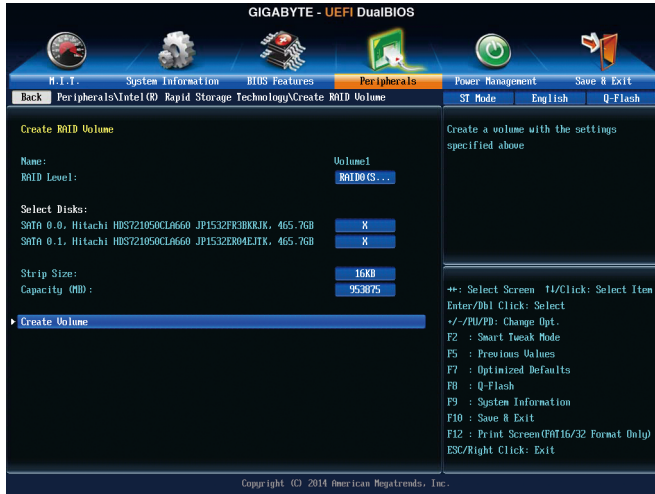 GIGABYTE - UEFI DualBIOS
M.I.T. System Information BIOS Features Peripherals Power Management Save & Exit
Back Peripherals\Intel(R) Rapid Storage Technology\Create RAID Volume ST Mode English Q-Flash
Create RAID Volume
Name: Volume1
RAID Level: RAID0(S...
Select Disks:
SATA 0.0, Hitachi HDS721050CLA660 JP1532FR3BKRJK, 465.7GB X
SATA 0.1, Hitachi HDS721050CLA660 JP1532ER04EJTK, 465.7GB X
Strip Size: 16KB
Capacity (MB): 953875
Create Volume
Create a volume with the settings
specified above
↔: Select Screen ↑↓/Click: Select Item
Enter/Dbl Click: Select
+/-/PU/PD: Change Opt.
F2 : Smart Tweak Mode
F5 : Previous Values
F7 : Optimized Defaults
F8 : Q-Flash
F9 : System Information
F10 : Save & Exit
F12 : Print Screen(FAT16/32 Format Only)
ESC/Right Click: Exit
Copyright (C) 2014 American Megatrends, Inc.